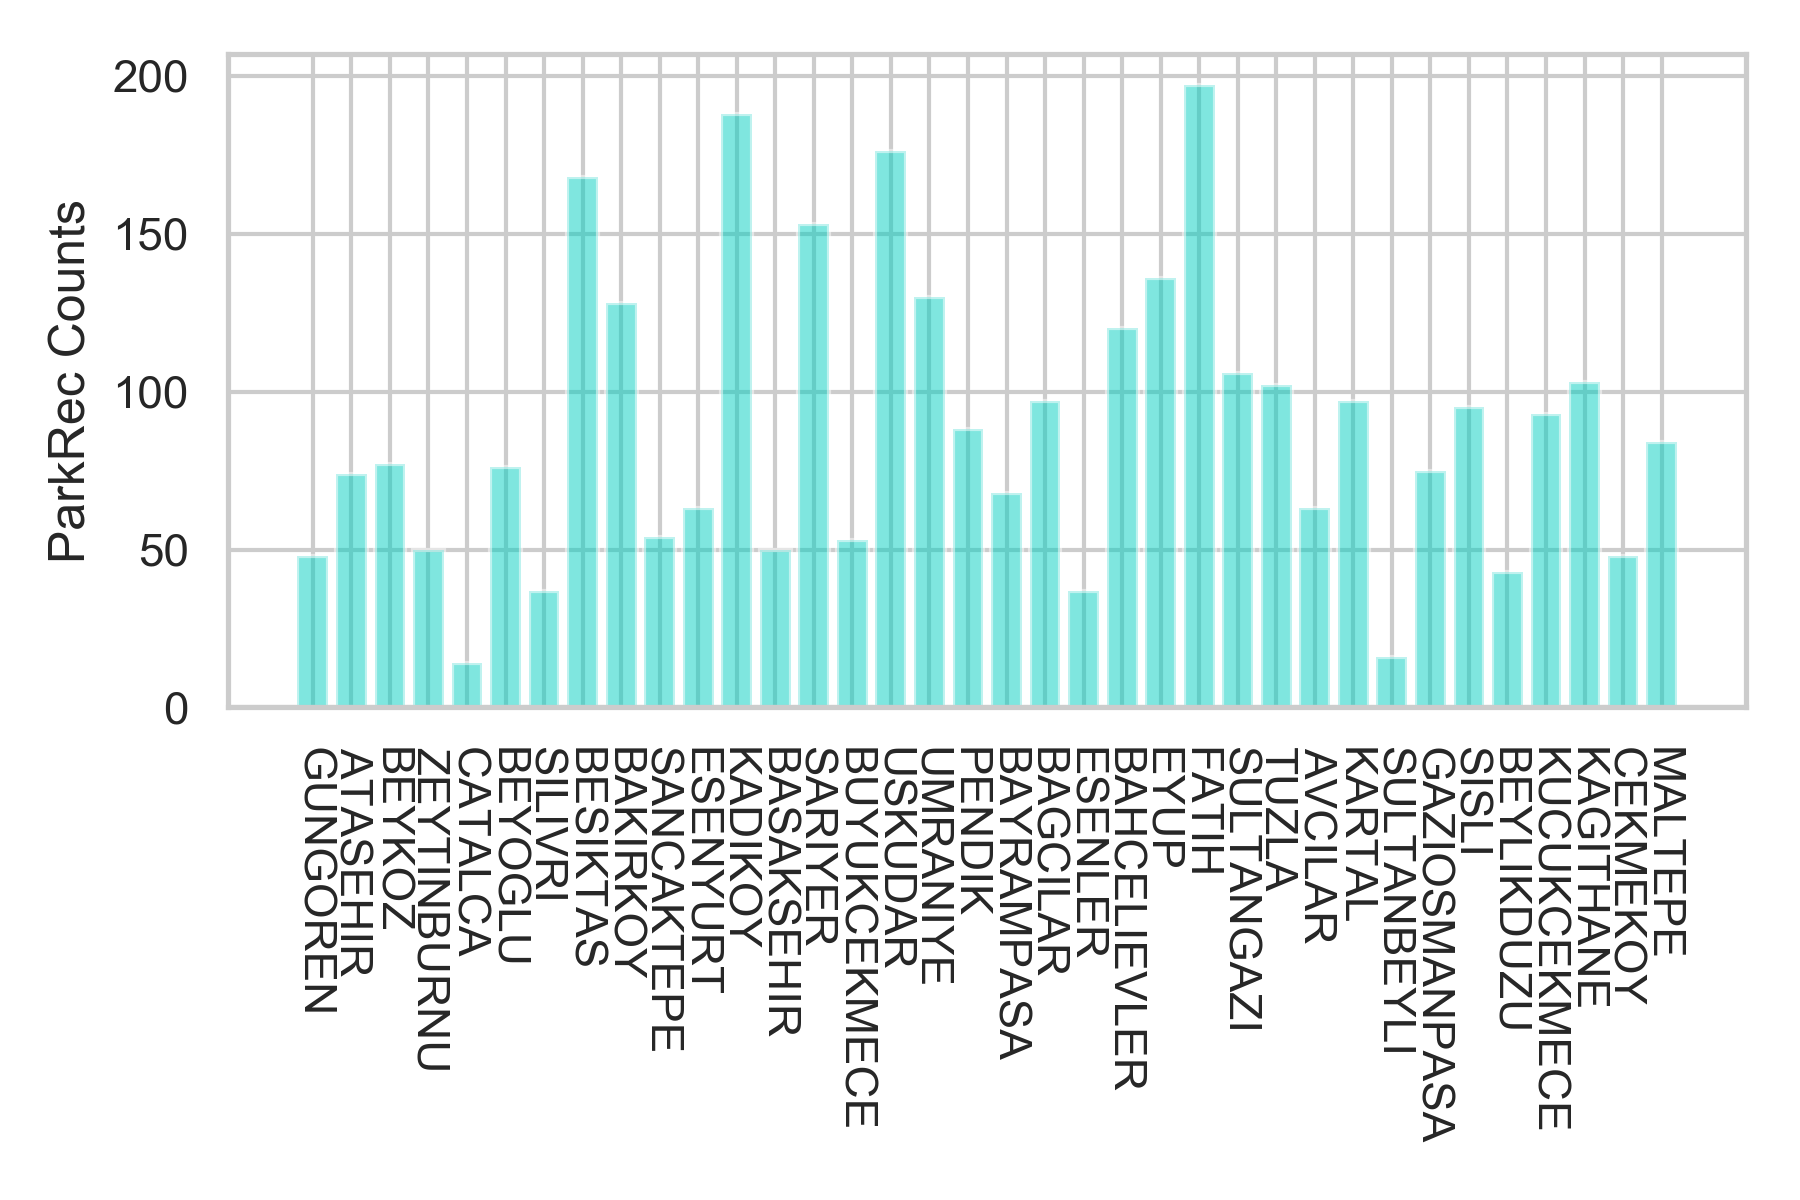 ParkRec Counts
200
150
100
50
0
GUNGOREN
ATASEHIR
BEYKOZ
ZEYTINBURNU
CATALCA
BEYOGLU
SILIVRI
BESIKTAS
BAKIRKOY
SANCAKTEPE
ESENYURT
KADIKOY
BASAKSEHIR
SARIYER
BUYUKCEKMECE
USKUDAR
UMRANIYE
PENDIK
BAYRAMPASA
BAGCILAR
ESENLER
BAHCELIEVLER
EYUP
FATIH
SULTANGAZI
TUZLA
AVCILAR
KARTAL
SULTANBEYLI
GAZIOSMANPASA
SISLI
BEYLIKDUZU
KUCUKCEKMECE
KAGITHANE
CEKMEKOY
MALTEPE